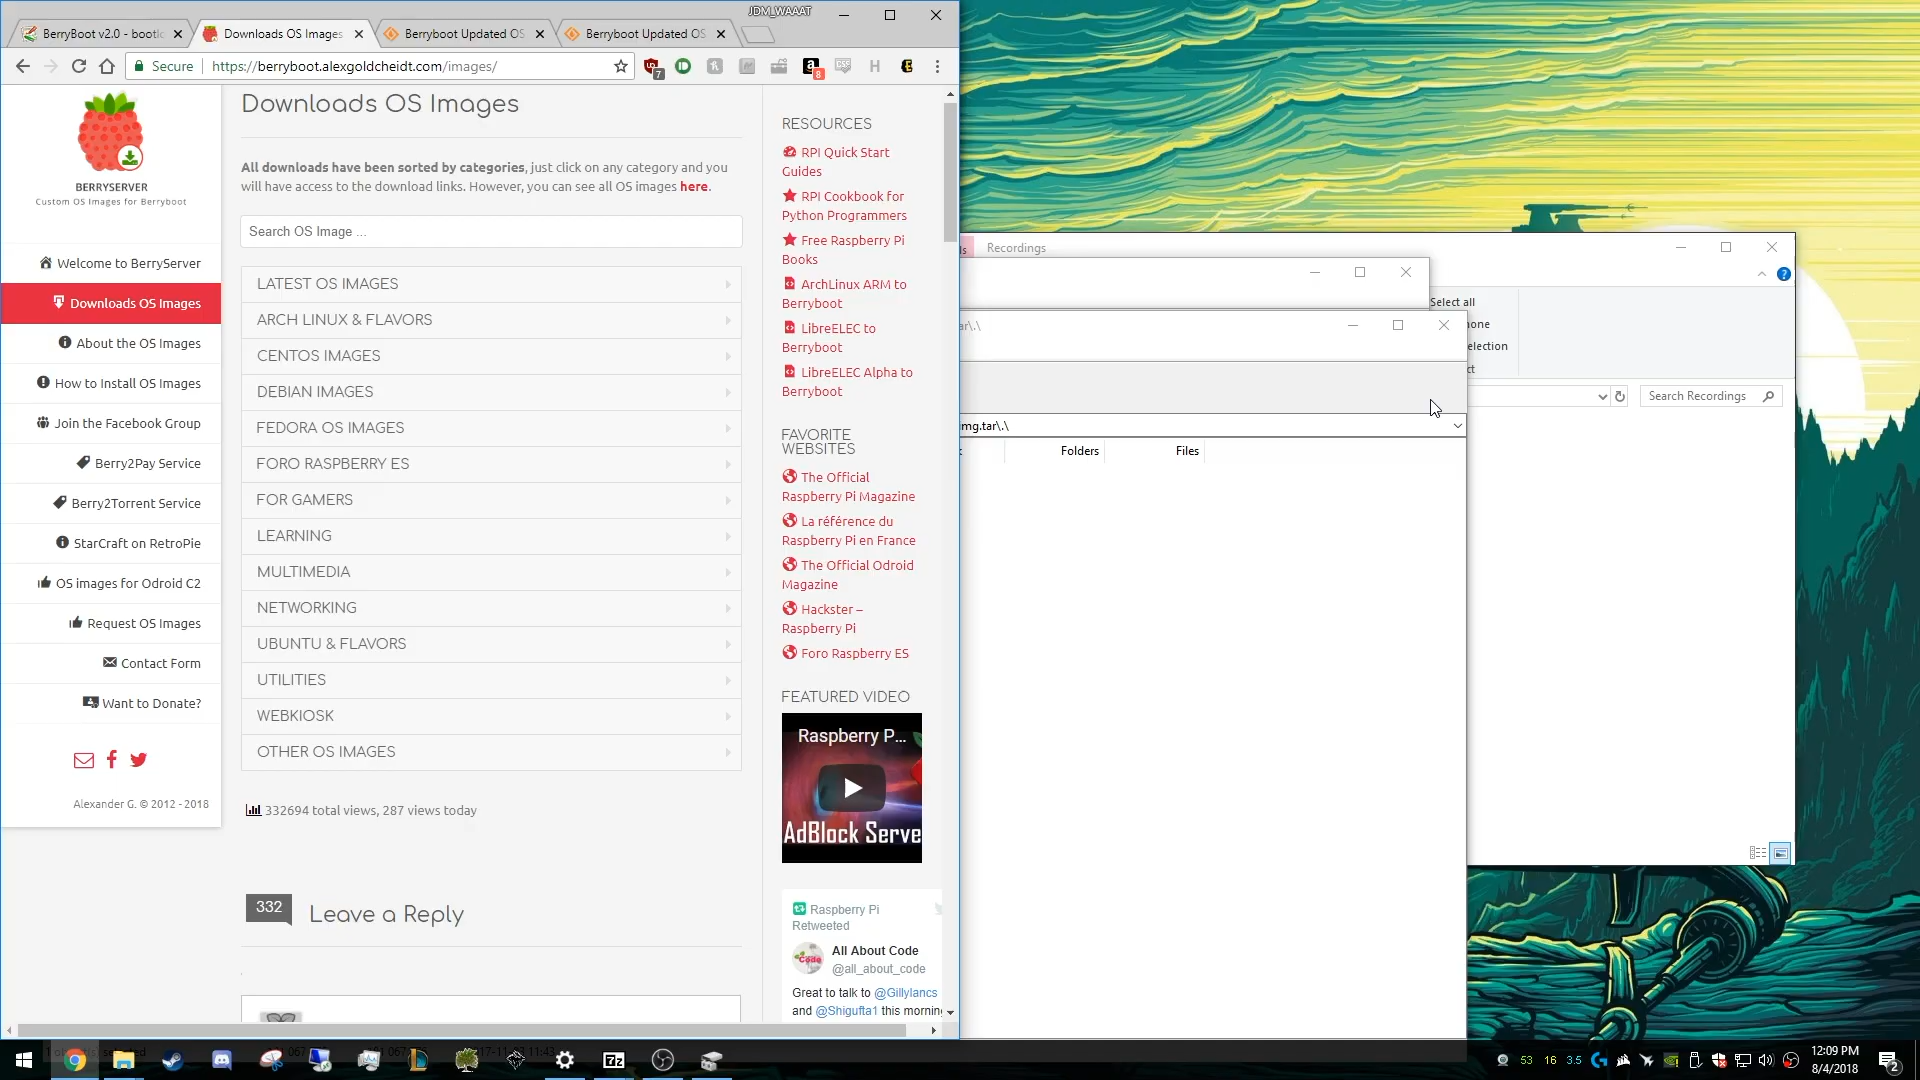 JDM_WAAAT
BerryBoot v2.0 - bootl
Downloads OS Images
Berryboot Updated OS
Berryboot Updated OS
Secure
https://berryboot.alexgoldcheidt.com/images/
7
8
BERRYSERVER
Custom OS Images for Berryboot
Welcome to BerryServer
Downloads OS Images
About the OS Images
How to Install OS Images
Join the Facebook Group
Berry2Pay Service
Berry2Torrent Service
StarCraft on RetroPie
OS images for Odroid C2
Request OS Images
Contact Form
Want to Donate?
Alexander G. © 2012 - 2018
Downloads OS Images
All downloads have been sorted by categories, just click on any category and you
will have access to the download links. However, you can see all OS images here.
Search OS Image ...
LATEST OS IMAGES
ARCH LINUX & FLAVORS
CENTOS IMAGES
DEBIAN IMAGES
FEDORA OS IMAGES
FORO RASPBERRY ES
FOR GAMERS
LEARNING
MULTIMEDIA
NETWORKING
UBUNTU & FLAVORS
UTILITIES
WEBKIOSK
OTHER OS IMAGES
332694 total views, 287 views today
332
Leave a Reply
RESOURCES
RPI Quick Start
Guides
RPI Cookbook for
Python Programmers
Free Raspberry Pi
Books
ArchLinux ARM to
Berryboot
LibreELEC to
Berryboot
LibreELEC Alpha to
Berryboot
FAVORITE
WEBSITES
The Official
Raspberry Pi Magazine
La référence du
Raspberry Pi en France
The Official Odroid
Magazine
Hackster –
Raspberry Pi
Foro Raspberry ES
FEATURED VIDEO
Raspberry P...
AdBlock Serve
Raspberry Pi
Retweeted
All About Code
@all_about_code
Great to talk to @Gillylancs
and @Shigufta1 this mornin
Recordings
Select all
none
election
ct
Search Recordings
ar\.\
img.tar\.\
Folders
Files
7z
53
16
3.5
12:09 PM
8/4/2018
2